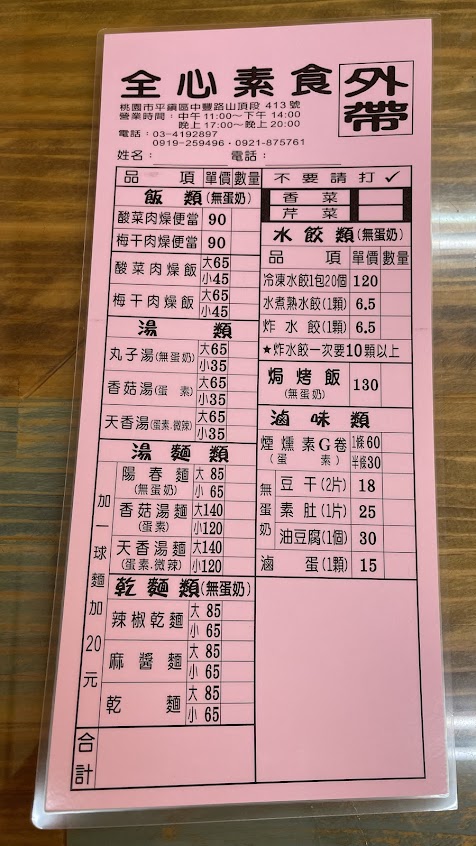 全心素食
外帶
桃園市平鎮區中豐路山頂段 413 號
營業時間：中午 11:00～下午 14:00
晚上 17:00～晚上 20:00
電話：03-4192897
0919-259496・0921-875761
姓名： 電話：
品項 單價 數量
飯類(無蛋奶)
酸菜肉燥便當 90
梅干肉燥便當 90
酸菜肉燥飯 大65
小45
梅干肉燥飯 大65
小45
湯類
丸子湯(無蛋奶) 大65
小35
香菇湯(蛋素) 大65
小35
天香湯(蛋素.微辣) 大65
小35
湯麵類
陽春麵 大 85
(無蛋奶) 小 65
香菇湯麵 大140
(蛋素) 小120
天香湯麵 大140
(蛋素.微辣) 小120
乾麵類(無蛋奶)
辣椒乾麵 大 85
小 65
麻醬麵 大 85
小 65
乾麵 大 85
小 65
加一球麵加20元
合計
不要請打✓
香菜
芹菜
水餃類(無蛋奶)
品項 單價 數量
冷凍水餃1包20個 120
水煮熟水餃(1顆) 6.5
炸水餃(1顆) 6.5
★炸水餃一次要10顆以上
焗烤飯 130
(無蛋奶)
滷味類
煙燻素G卷 1條60
(蛋素) 半條30
無蛋奶
豆干(2片) 18
素肚(1片) 25
油豆腐(1個) 30
滷蛋(1顆) 15